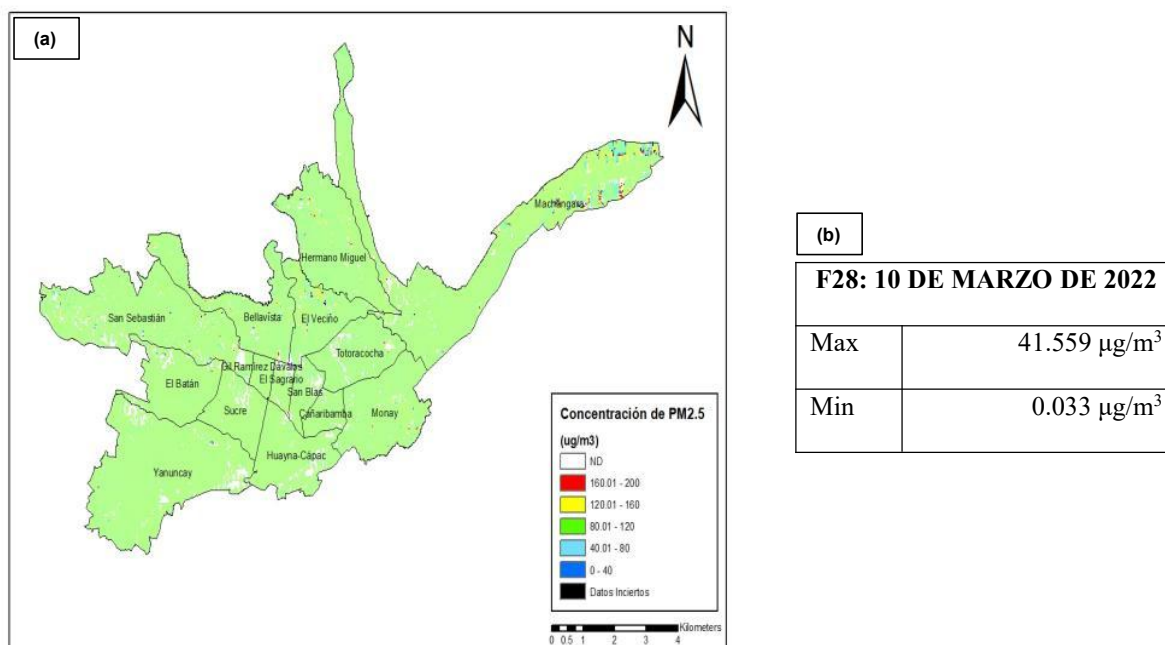 (a)
N
Machángara
Hermano Miguel
San Sebastián
Bellavista
El Vecino
Totoracocha
Gil Ramírez Dávalos
El Sagrario
El Batán
San Blas
Sucre
Cañaribamba
Monay
Huayna-Cápac
Yanuncay
Concentración de PM2.5
(ug/m3)
ND
160.01 - 200
120.01 - 160
80.01 - 120
40.01 - 80
0 - 40
Datos Inciertos
Kilometers
0 0.5 1 2 3 4
(b)
F28: 10 DE MARZO DE 2022
Max 41.559 µg/m³
Min 0.033 µg/m³